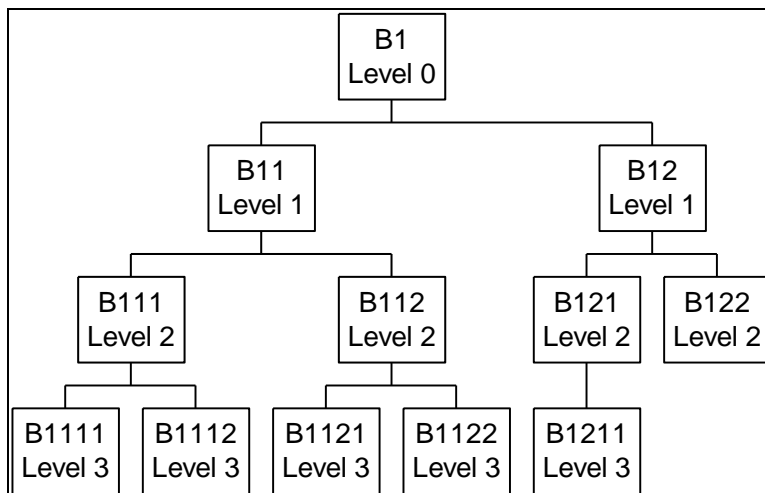 B1
Level 0
B11
Level 1
B12
Level 1
B111
Level 2
B112
Level 2
B121
Level 2
B122
Level 2
B1111
Level 3
B1112
Level 3
B1121
Level 3
B1122
Level 3
B1211
Level 3